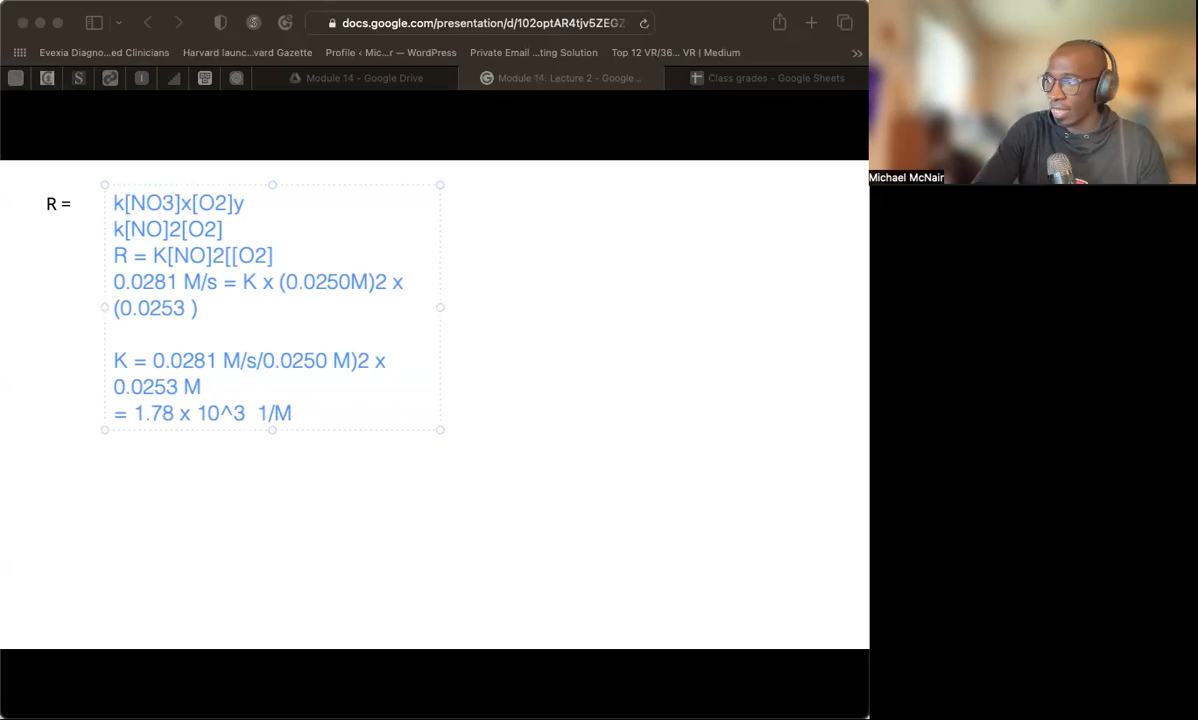 docs.google.com/presentation/d/102optAR4tjv5ZEGZ
Evexia Diagno...ed Clinicians
Harvard launc...vard Gazette
Profile ‹ Mic...r — WordPress
Private Email ...ting Solution
Top 12 VR/36... VR | Medium
Module 14 - Google Drive
Module 14: Lecture 2 - Google...
Class grades - Google Sheets
Michael McNair
R =
k[NO3]x[O2]y
k[NO]2[O2]
R = K[NO]2[[O2]
0.0281 M/s = K x (0.0250M)2 x
(0.0253 )
K = 0.0281 M/s/0.0250 M)2 x
0.0253 M
= 1.78 x 10^3  1/M